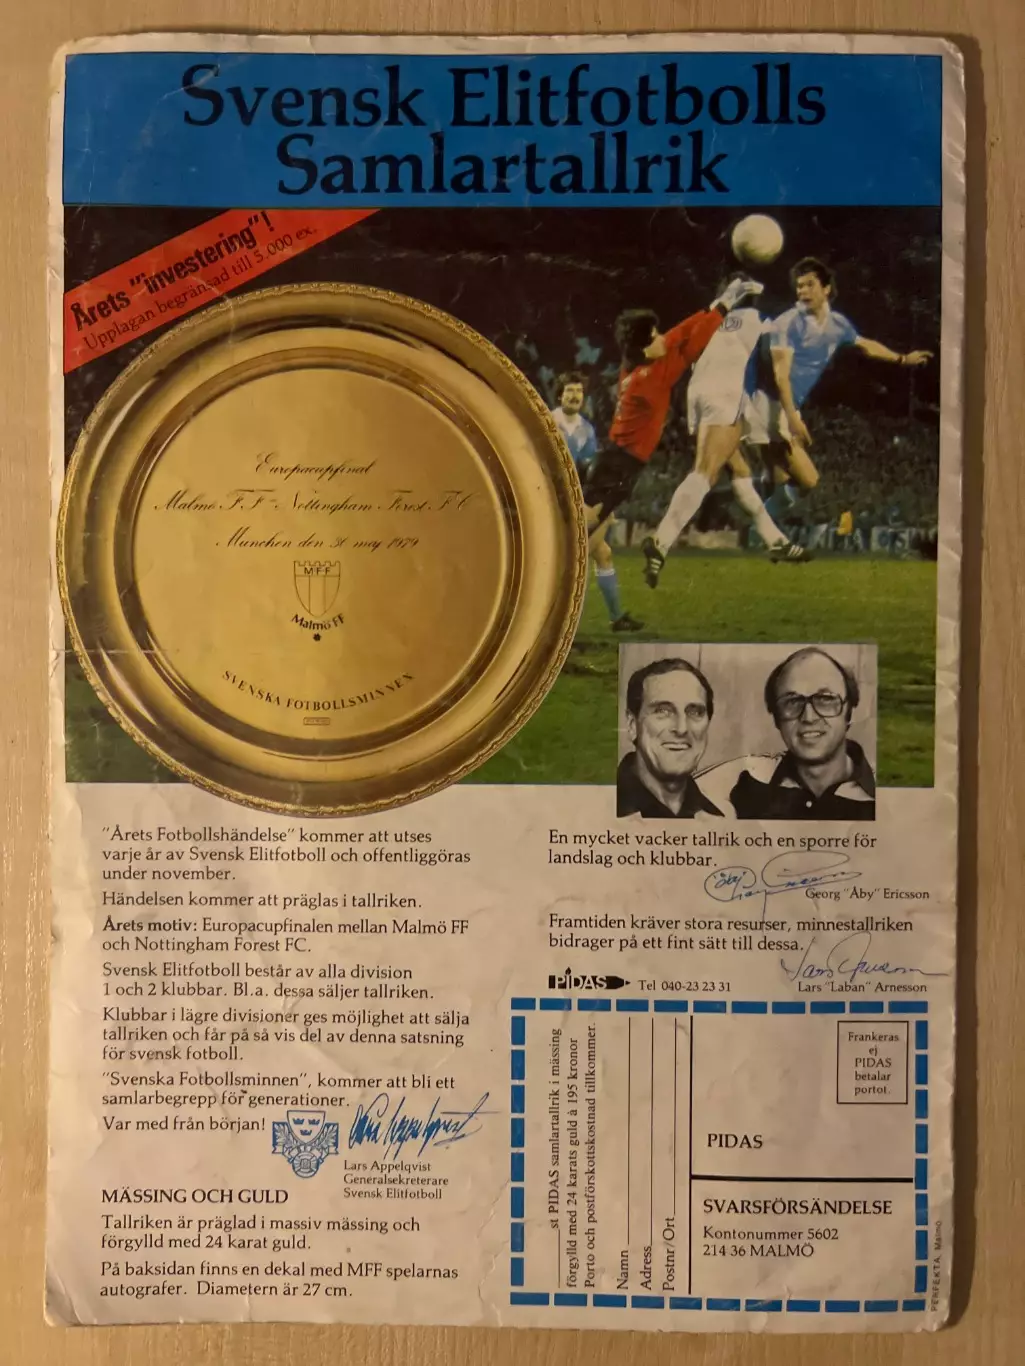 Svensk Elitfotbolls
Samlartallrik
Årets "investering"!
Upplagan begränsad till 5.000 ex.
Europacupfinal
Malmö FF - Nottingham Forest FC
Munchen den 30 maj 1979
MFF
Malmö FF
SVENSKA FOTBOLLSMINNEN
"Årets Fotbollshändelse" kommer att utses
varje år av Svensk Elitfotboll och offentliggöras
under november.
Händelsen kommer att präglas i tallriken.
Årets motiv: Europacupfinalen mellan Malmö FF
och Nottingham Forest FC.
Svensk Elitfotboll består av alla division
1 och 2 klubbar. Bl.a. dessa säljer tallriken.
Klubbar i lägre divisioner ges möjlighet att sälja
tallriken och får på så vis del av denna satsning
för svensk fotboll.
"Svenska Fotbollsminnen", kommer att bli ett
samlarbegrepp för generationer.
Var med från början!
Lars Appelqvist
Generalsekreterare
Svensk Elitfotboll
MÄSSING OCH GULD
Tallriken är präglad i massiv mässing och
förgylld med 24 karat guld.
På baksidan finns en dekal med MFF spelarnas
autografer. Diametern är 27 cm.
En mycket vacker tallrik och en sporre för
landslag och klubbar.
Georg "Åby" Ericsson
Framtiden kräver stora resurser, minnestallriken
bidrager på ett fint sätt till dessa.
Lars "Laban" Arnesson
PIDAS Tel 040-23 23 31
st PIDAS samlartallrik i mässing
förgylld med 24 karats guld à 195 kronor
Porto och postförskottskostnad tillkommer.
Namn
Adress
Postnr/Ort
Frankeras
ej
PIDAS
betalar
portot.
PIDAS
SVARSFÖRSÄNDELSE
Kontonummer 5602
214 36 MALMÖ
PERFEKTA, Malmö.